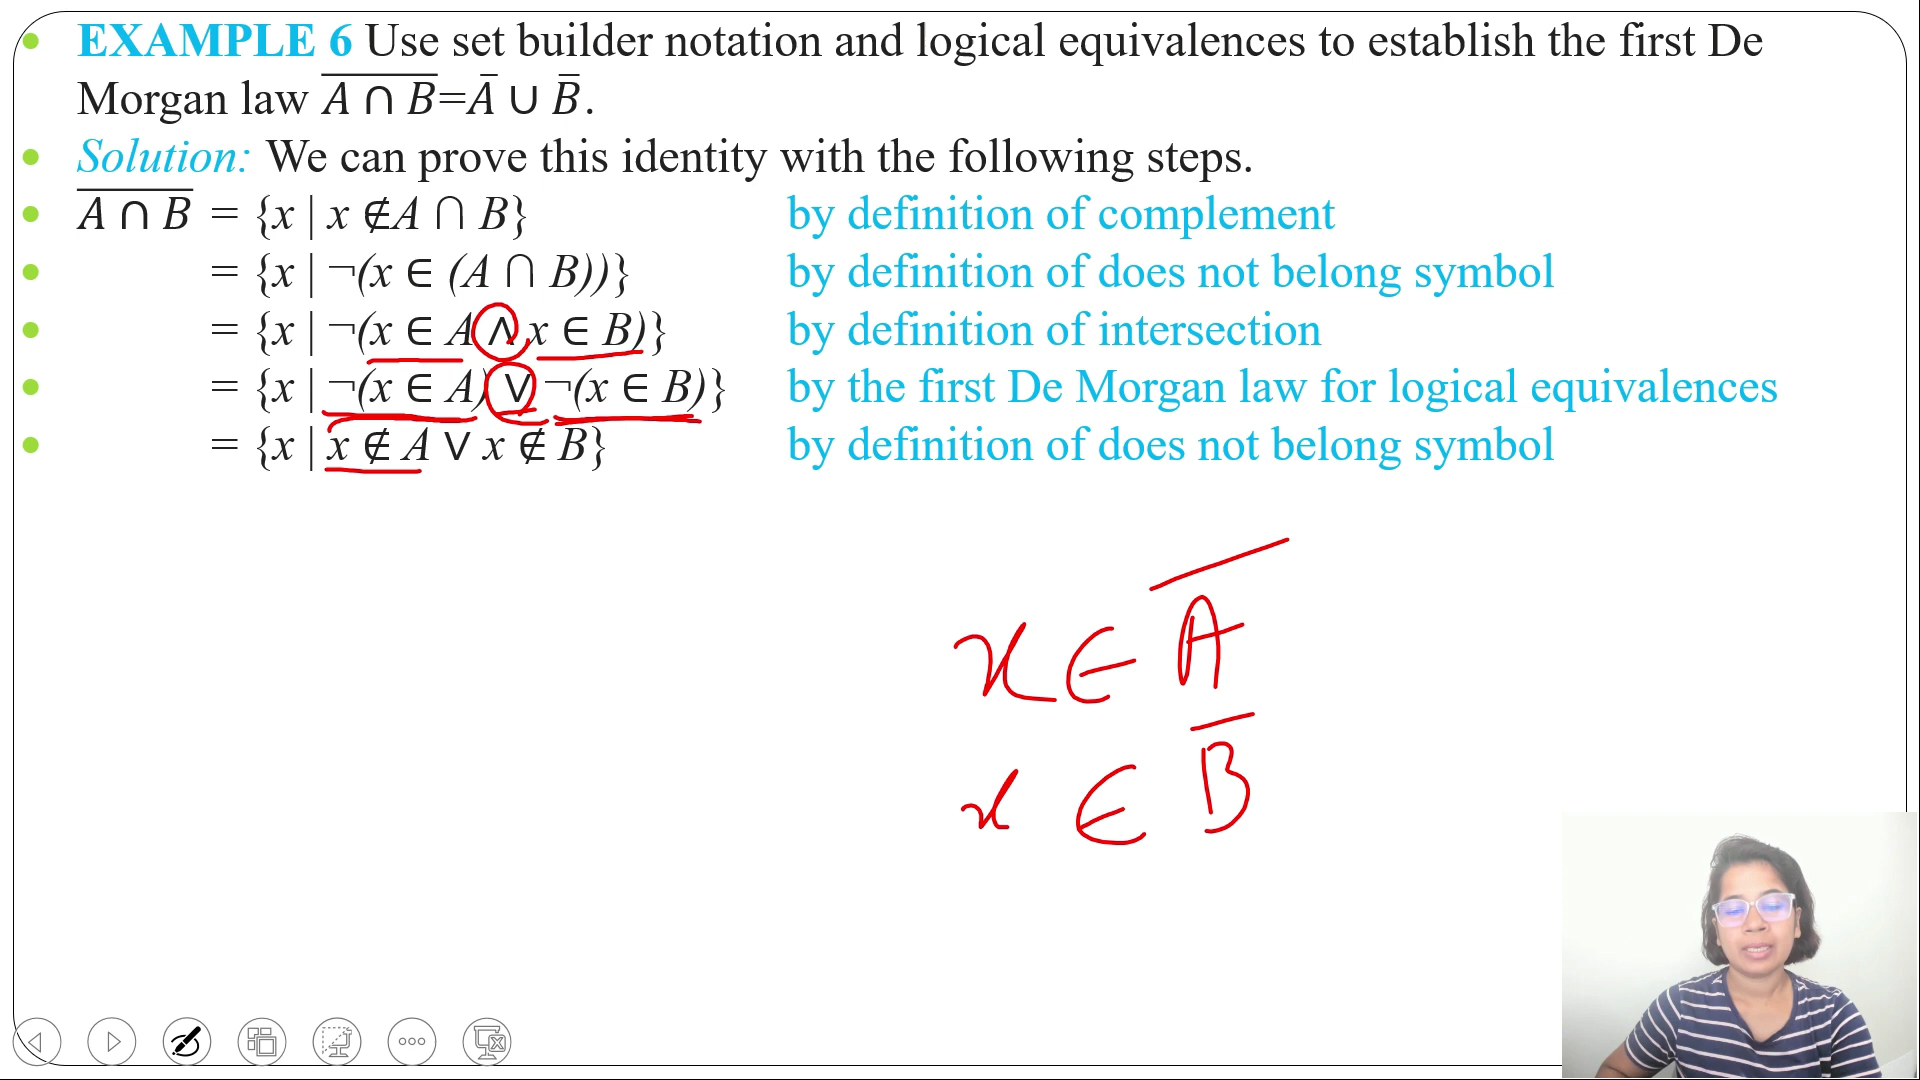 EXAMPLE 6 Use set builder notation and logical equivalences to establish the first De
Morgan law A̅ ̅∩̅ ̅B̅=A̅ ∪ B̅.
Solution: We can prove this identity with the following steps.
A̅ ̅∩̅ ̅B̅ = {x | x ∉A ∩ B} by definition of complement
= {x | ¬(x ∈ (A ∩ B))} by definition of does not belong symbol
= {x | ¬(x ∈ A ∧ x ∈ B)} by definition of intersection
= {x | ¬(x ∈ A) ∨ ¬(x ∈ B)} by the first De Morgan law for logical equivalences
= {x | x ∉ A ∨ x ∉ B} by definition of does not belong symbol
x ∈ A̅
x ∈ B̅